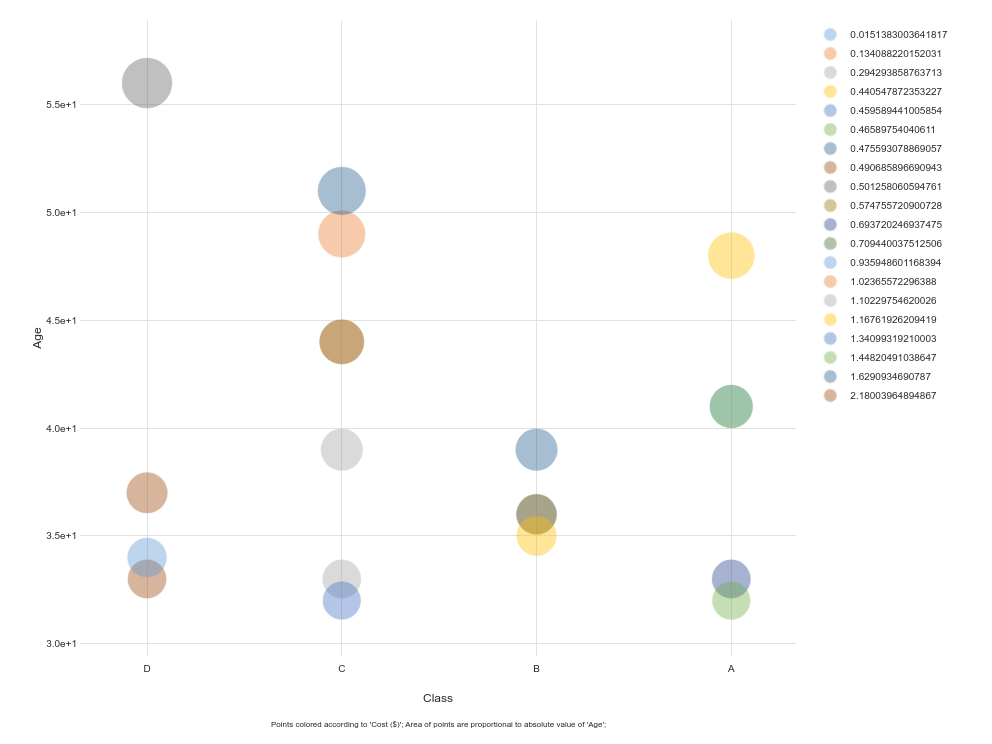 5.5e+1
5.0e+1
4.5e+1
4.0e+1
3.5e+1
3.0e+1
Age
D C B A
Class
Points colored according to 'Cost ($)'; Area of points are proportional to absolute value of 'Age';
0.0151383003641817
0.134088220152031
0.294293858763713
0.440547872353227
0.459589441005854
0.46589754040611
0.475593078869057
0.490685896690943
0.501258060594761
0.574755720900728
0.693720246937475
0.709440037512506
0.935948601168394
1.02365572296388
1.10229754620026
1.16761926209419
1.34099319210003
1.44820491038647
1.6290934690787
2.18003964894867